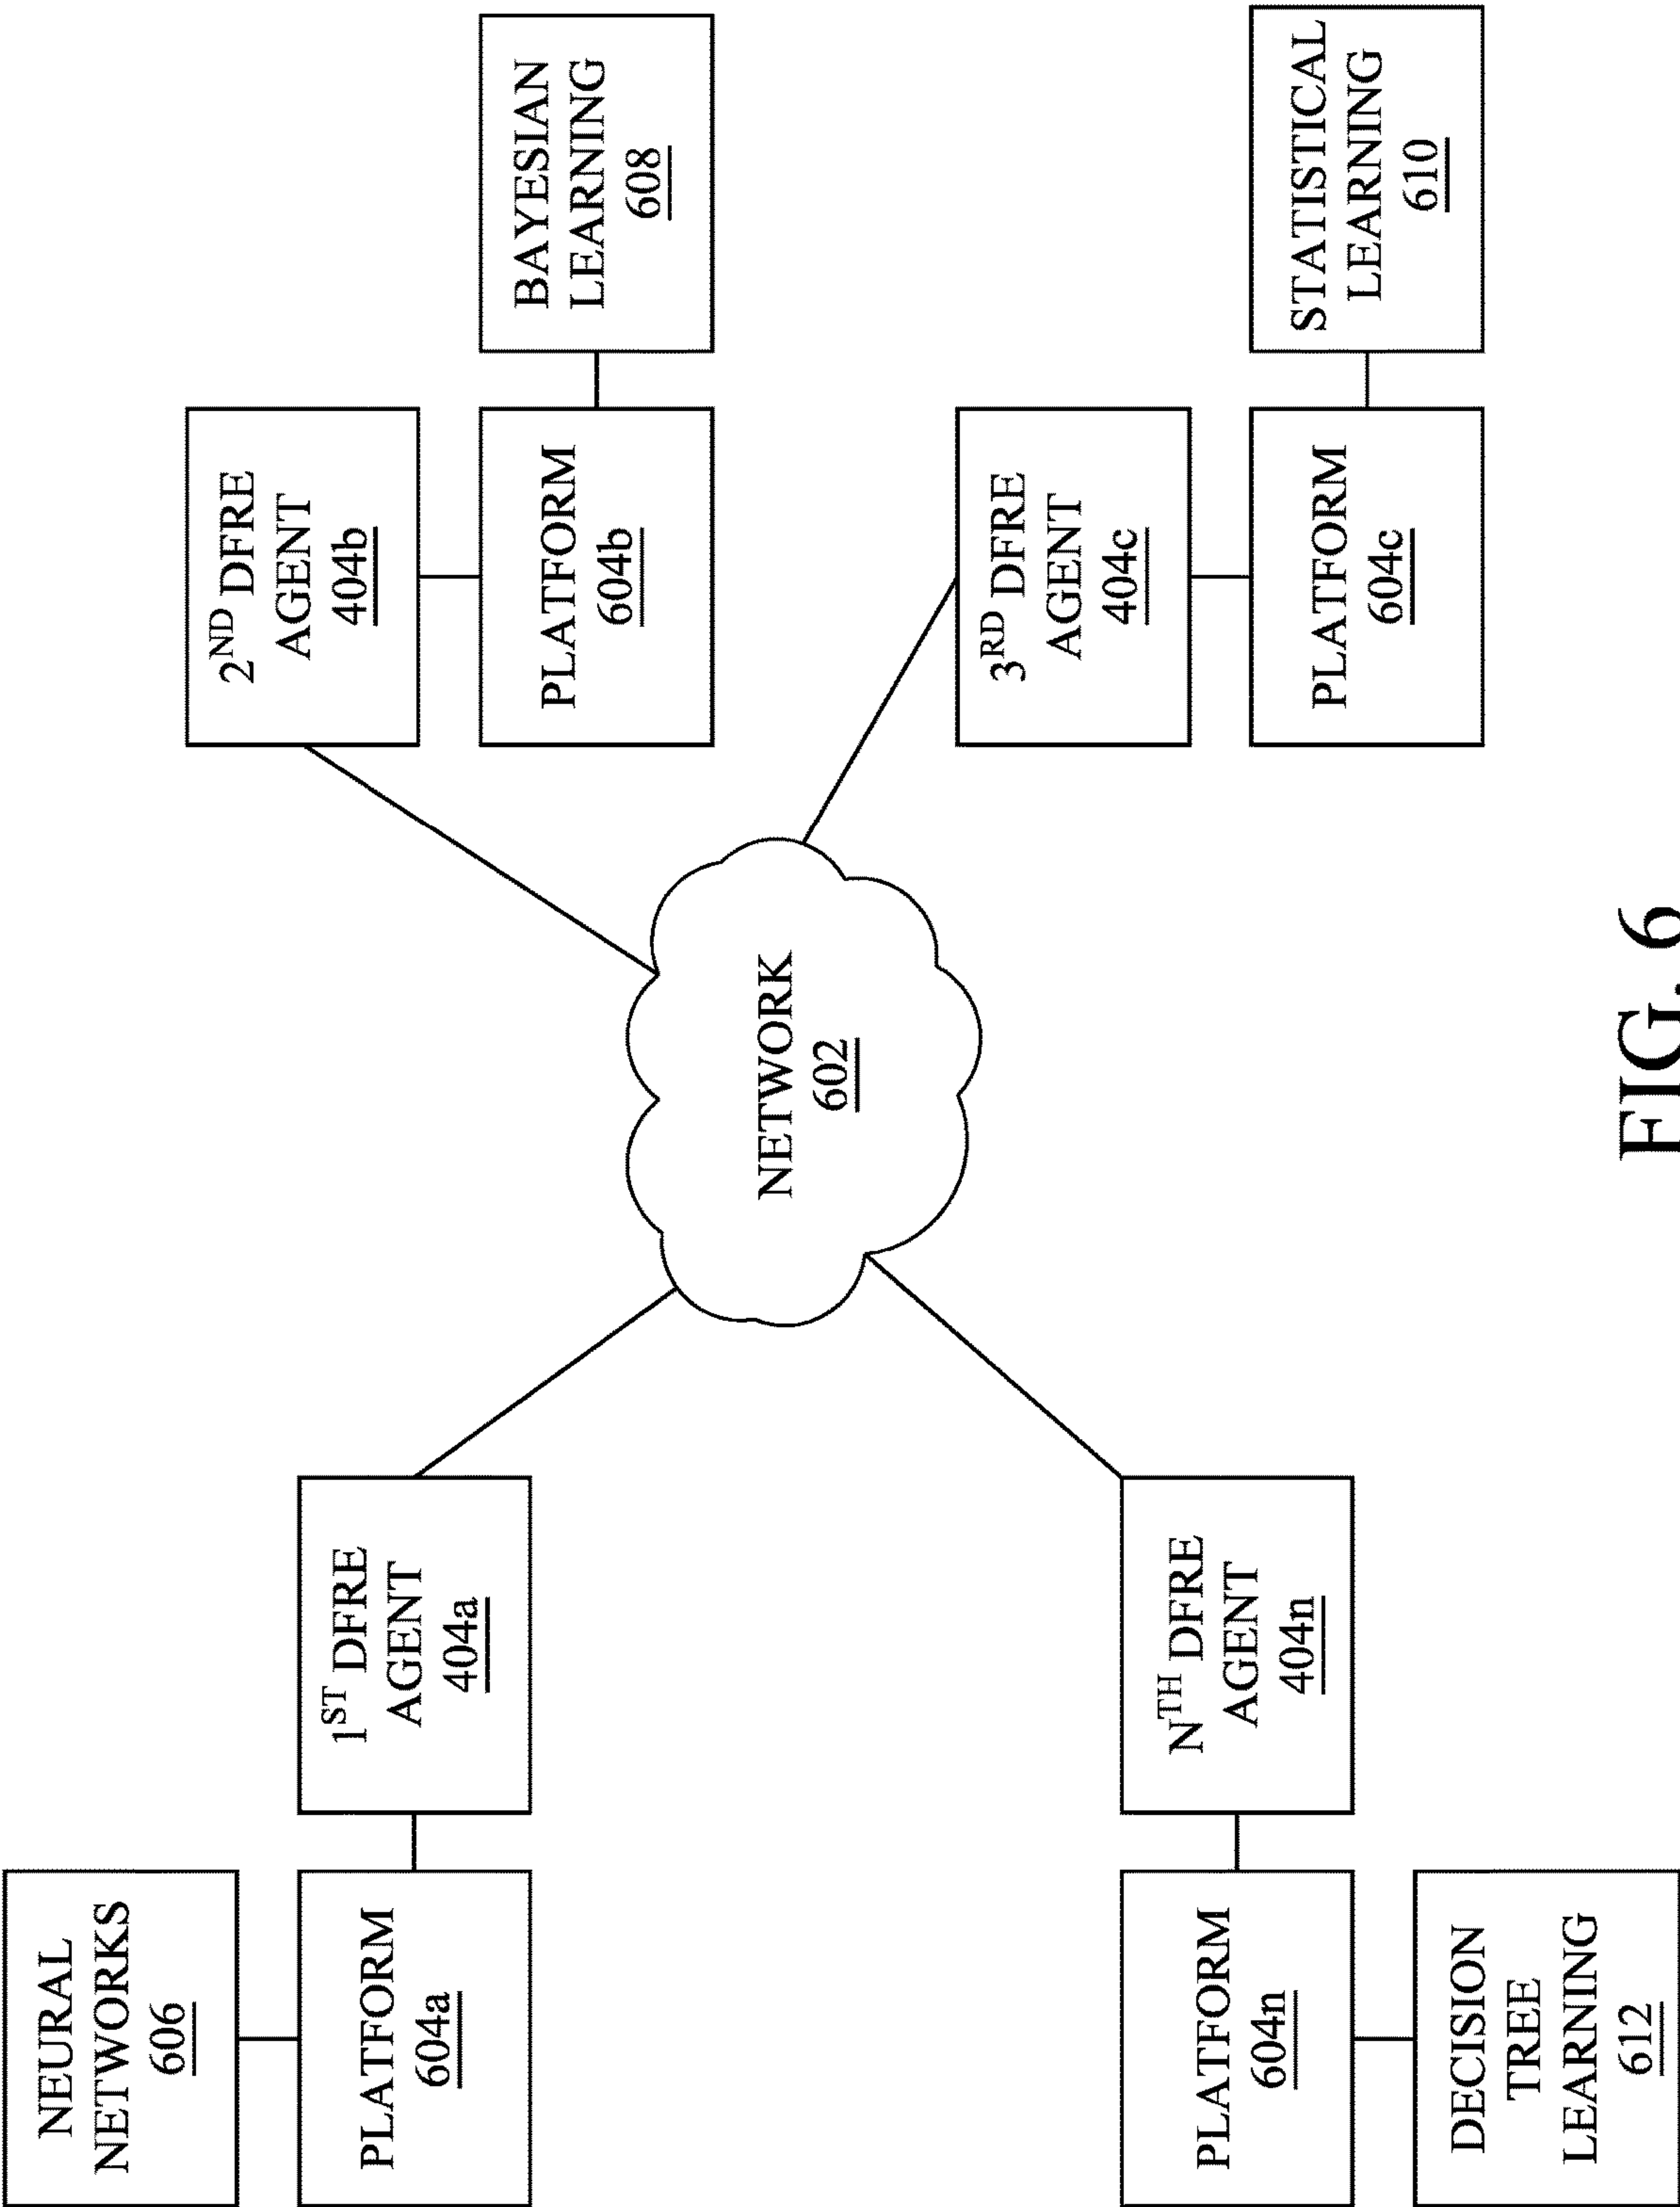 NEURAL
NETWORKS
606
PLATFORM
604a
1ST DFRE
AGENT
404a
2ND DFRE
AGENT
404b
PLATFORM
604b
BAYESIAN
LEARNING
608
NETWORK
602
NTH DFRE
AGENT
404n
PLATFORM
604n
DECISION
TREE
LEARNING
612
3RD DFRE
AGENT
404c
PLATFORM
604c
STATISTICAL
LEARNING
610
FIG. 6